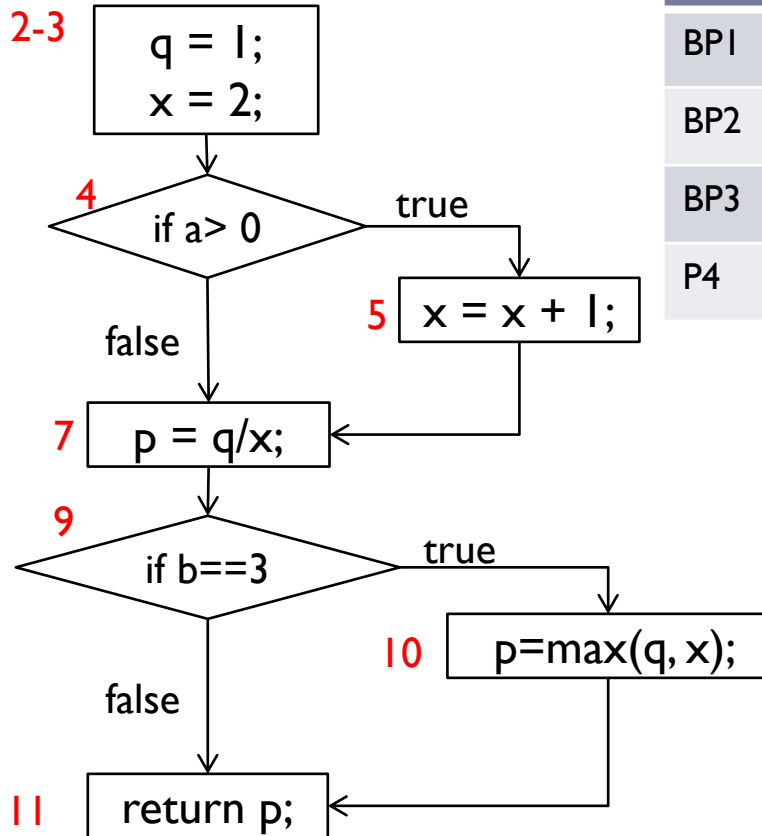 2-3
q = 1;
x = 2;
BP1
BP2
BP3
P4
4
if a> 0
true
5
x = x + 1;
false
7
p = q/x;
9
if b==3
true
10
p=max(q, x);
false
11
return p;